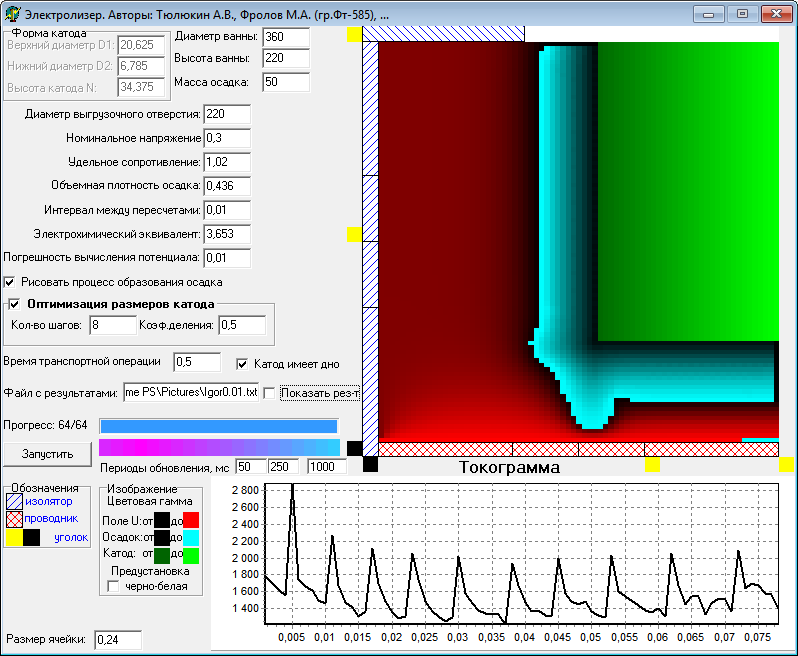 Электролизер. Авторы: Тюлюкин А.В., Фролов М.А. (гр.Фт-585), ...
Форма катода
Верхний диаметр D1: 20,625
Нижний диаметр D2: 6,785
Высота катода N: 34,375
Диаметр ванны: 360
Высота ванны: 220
Масса осадка: 50
Диаметр выгрузочного отверстия: 220
Номинальное напряжение 0,3
Удельное сопротивление: 1,02
Объемная плотность осадка: 0,436
Интервал между пересчетами: 0,01
Электрохимический эквивалент: 3,653
Погрешность вычисления потенциала: 0,01
Рисовать процесс образования осадка
Оптимизация размеров катода
Кол-во шагов: 8 Коэф.деления: 0,5
Время транспортной операции 0,5 Катод имеет дно
Файл с результатами: me PS\Pictures\Igor0.01.txt Показать рез-т
Прогресс: 64/64
Запустить
Периоды обновления, мс 50 250 1000
Обозначения
изолятор
проводник
уголок
Изображение
Цветовая гамма
Поле U: от до
Осадок: от до
Катод: от до
Предустановка
черно-белая
Размер ячейки: 0,24
Токограмма
2 800
2 600
2 400
2 200
2 000
1 800
1 600
1 400
0,005 0,01 0,015 0,02 0,025 0,03 0,035 0,04 0,045 0,05 0,055 0,06 0,065 0,07 0,075